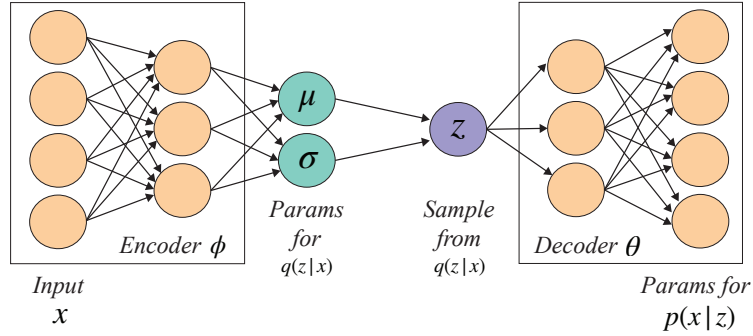 μ
σ
z
Encoder ϕ
Params
for
q(z|x)
Sample
from
q(z|x)
Decoder θ
Input
x
Params for
p(x|z)